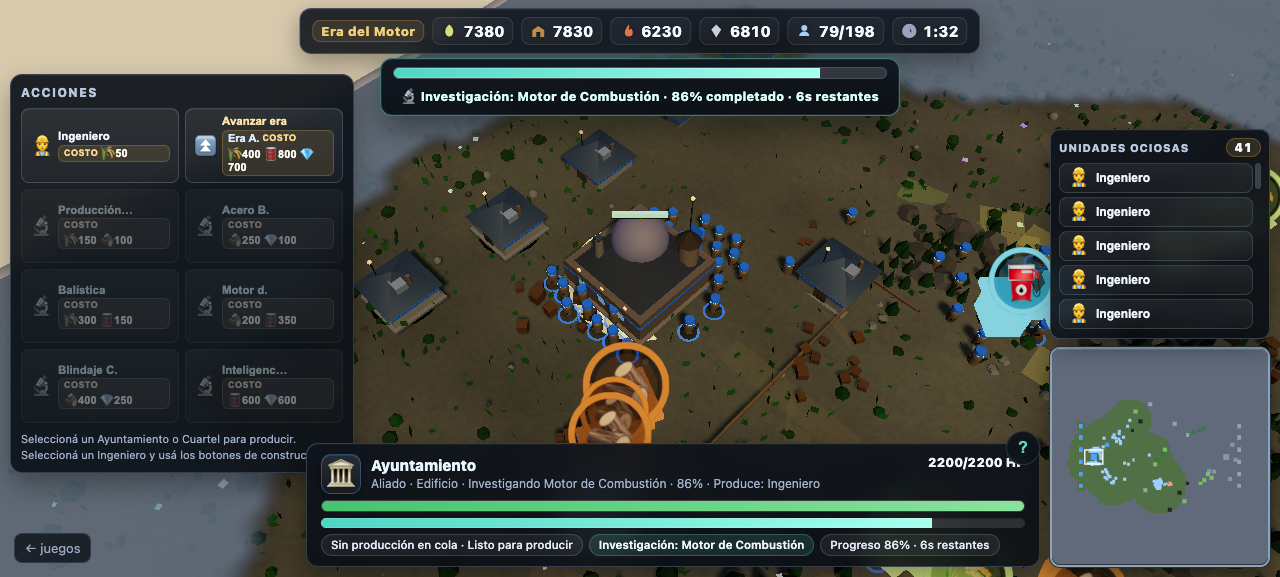 Era del Motor 7380 7830 6230 6810 79/198 1:32
Investigación: Motor de Combustión · 86% completado · 6s restantes
ACCIONES
Ingeniero
COSTO 50
Avanzar era
Era A. COSTO
400 800
700
Producción...
COSTO
150 100
Acero B.
COSTO
250 100
Balística
COSTO
300 150
Motor d.
COSTO
200 350
Blindaje C.
COSTO
400 250
Inteligenc...
COSTO
600 600
Seleccioná un Ayuntamiento o Cuartel para producir.
Seleccioná un Ingeniero y usá los botones de construc
UNIDADES OCIOSAS 41
Ingeniero
Ingeniero
Ingeniero
Ingeniero
Ingeniero
?
Ayuntamiento
2200/2200
Aliado · Edificio · Investigando Motor de Combustión · 86% · Produce: Ingeniero
Sin producción en cola · Listo para producir
Investigación: Motor de Combustión
Progreso 86% · 6s restantes
← juegos